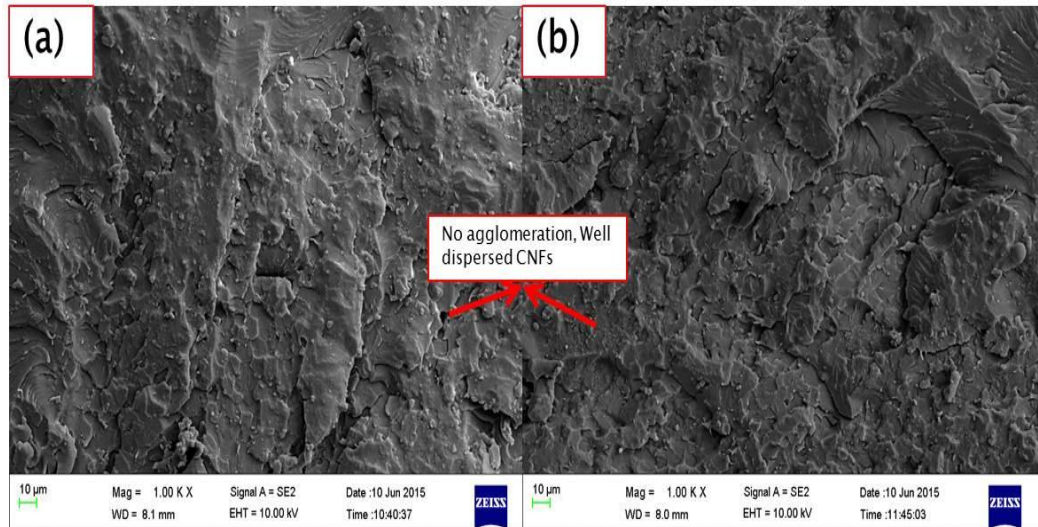 (a)
(b)
No agglomeration, Well
dispersed CNFs
10 µm
Mag = 1.00 K X
Signal A = SE2
Date :10 Jun 2015
ZEISS
WD = 8.1 mm
EHT = 10.00 kV
Time :10:40:37
10 µm
Mag = 1.00 K X
Signal A = SE2
Date :10 Jun 2015
ZEISS
WD = 8.0 mm
EHT = 10.00 kV
Time :11:45:03